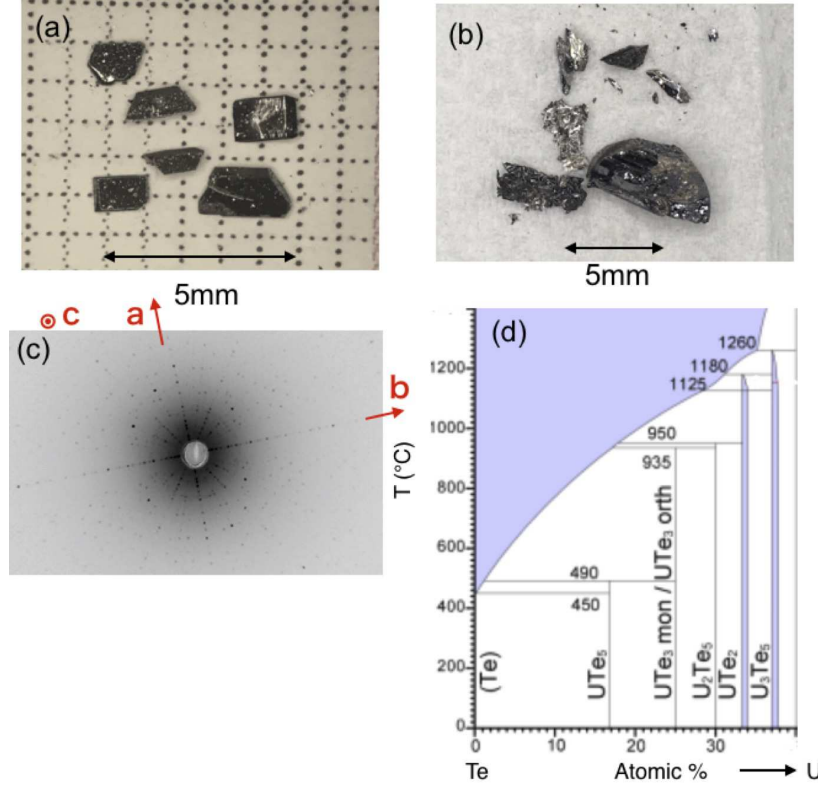 (a)
5mm
(b)
5mm
c
a
b
(c)
(d)
1260
1180
1125
950
935
490
450
1200
1000
800
600
400
200
0
T (°C)
(Te)
UTe₅
UTe₃ mon / UTe₃ orth
U₂Te₅
UTe₂
U₃Te₅
0
10
20
30
Te
Atomic %
U